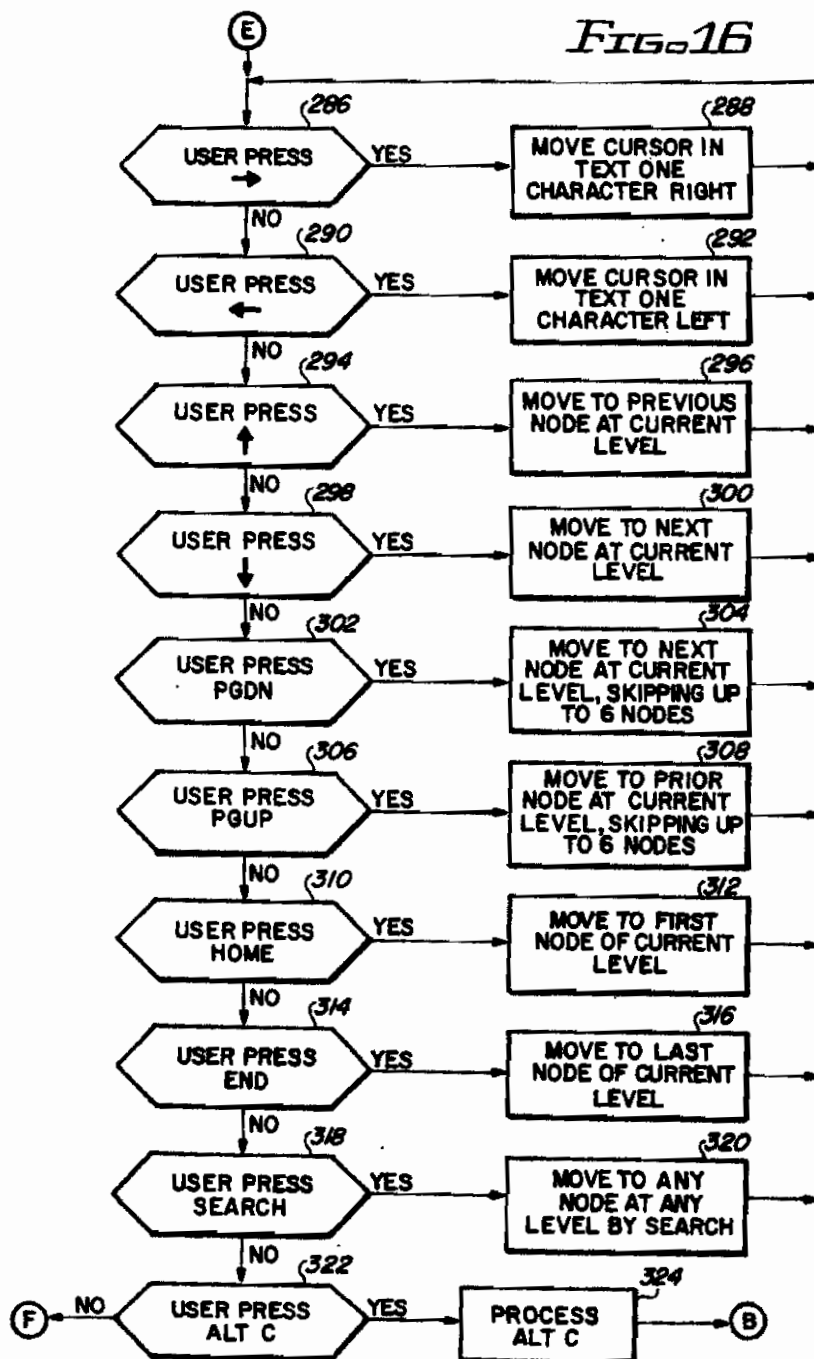 E
FIG. 16
286
USER PRESS
→
YES
288
MOVE CURSOR IN
TEXT ONE
CHARACTER RIGHT
NO
290
USER PRESS
←
YES
292
MOVE CURSOR IN
TEXT ONE
CHARACTER LEFT
NO
294
USER PRESS
↑
YES
296
MOVE TO PREVIOUS
NODE AT CURRENT
LEVEL
NO
298
USER PRESS
↓
YES
300
MOVE TO NEXT
NODE AT CURRENT
LEVEL
NO
302
USER PRESS
PGDN
YES
304
MOVE TO NEXT
NODE AT CURRENT
LEVEL, SKIPPING UP
TO 6 NODES
NO
306
USER PRESS
PGUP
YES
308
MOVE TO PRIOR
NODE AT CURRENT
LEVEL, SKIPPING UP
TO 6 NODES
NO
310
USER PRESS
HOME
YES
312
MOVE TO FIRST
NODE OF CURRENT
LEVEL
NO
314
USER PRESS
END
YES
316
MOVE TO LAST
NODE OF CURRENT
LEVEL
NO
318
USER PRESS
SEARCH
YES
320
MOVE TO ANY
NODE AT ANY
LEVEL BY SEARCH
NO
322
F
NO
USER PRESS
ALT C
YES
324
PROCESS
ALT C
B